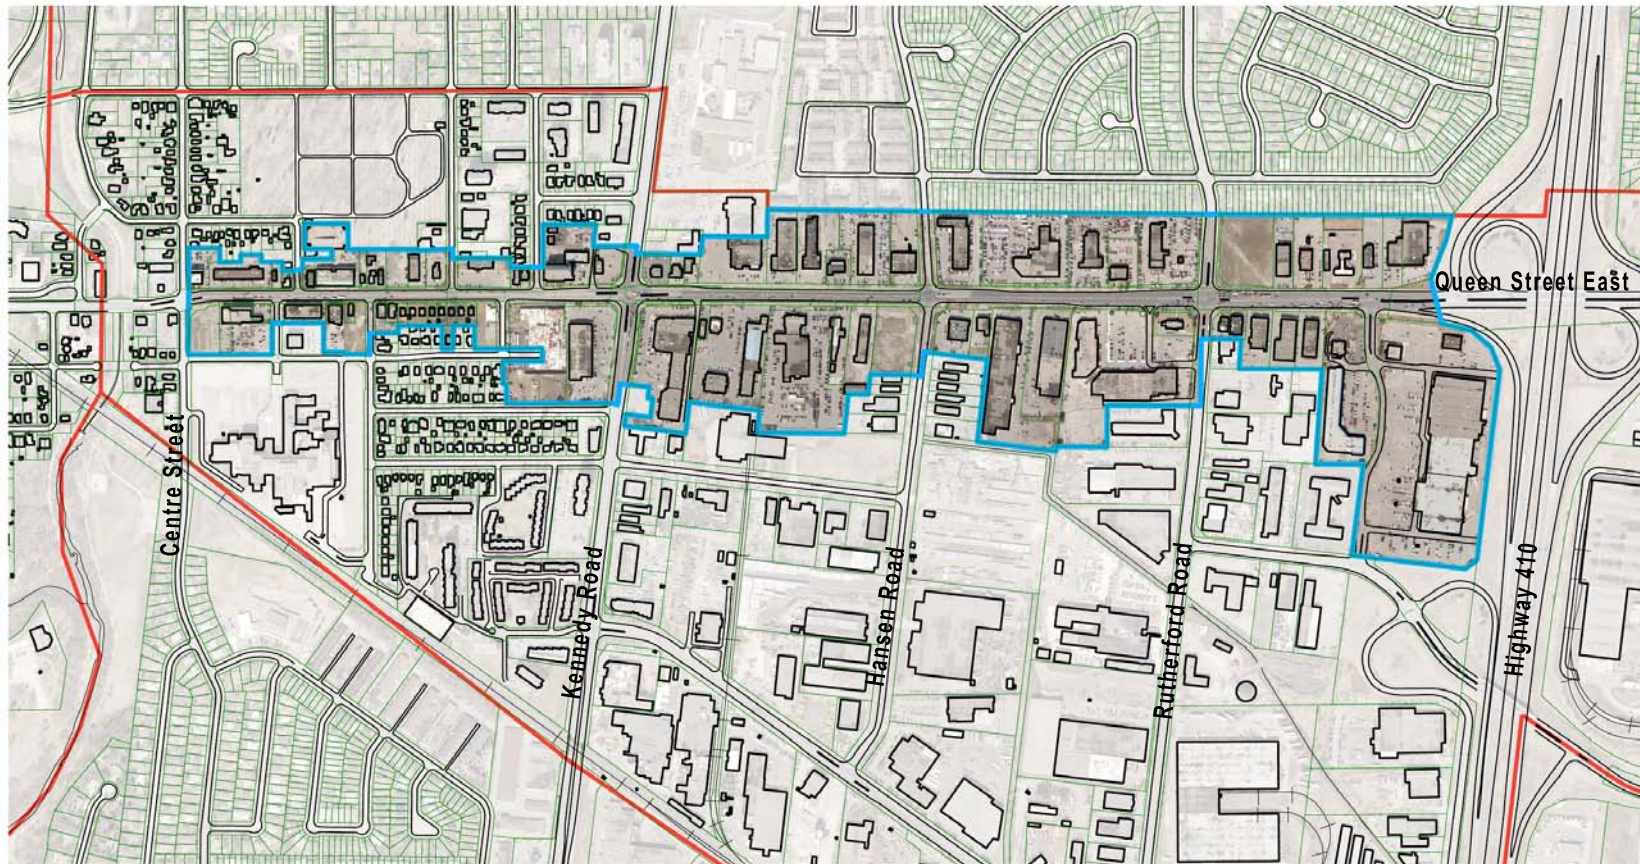 Queen Street East
Centre Street
Kennedy Road
Hansen Road
Rutherford Road
Highway 410